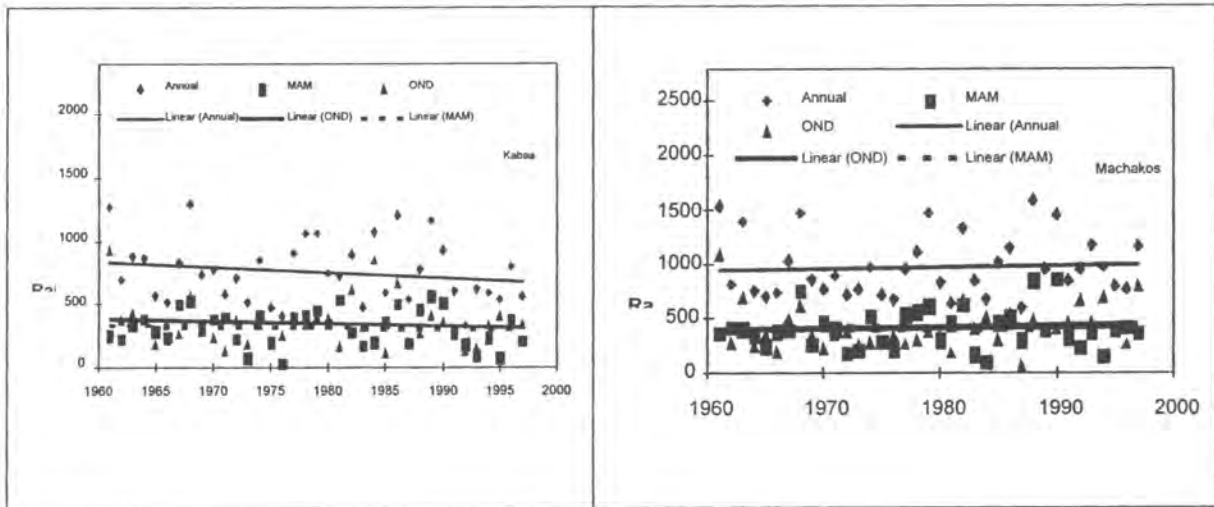 Annual MAM OND
Linear (Annual) Linear (OND) Linear (MAM)
2000
1500
1000
500
0
1960 1965 1970 1975 1980 1985 1990 1995 2000
Annual MAM
OND Linear (Annual
Linear (OND) Linear (MAM)
Machakos
2500
2000
1500
1000
500
0
Ra
1960 1970 1980 1990 2000